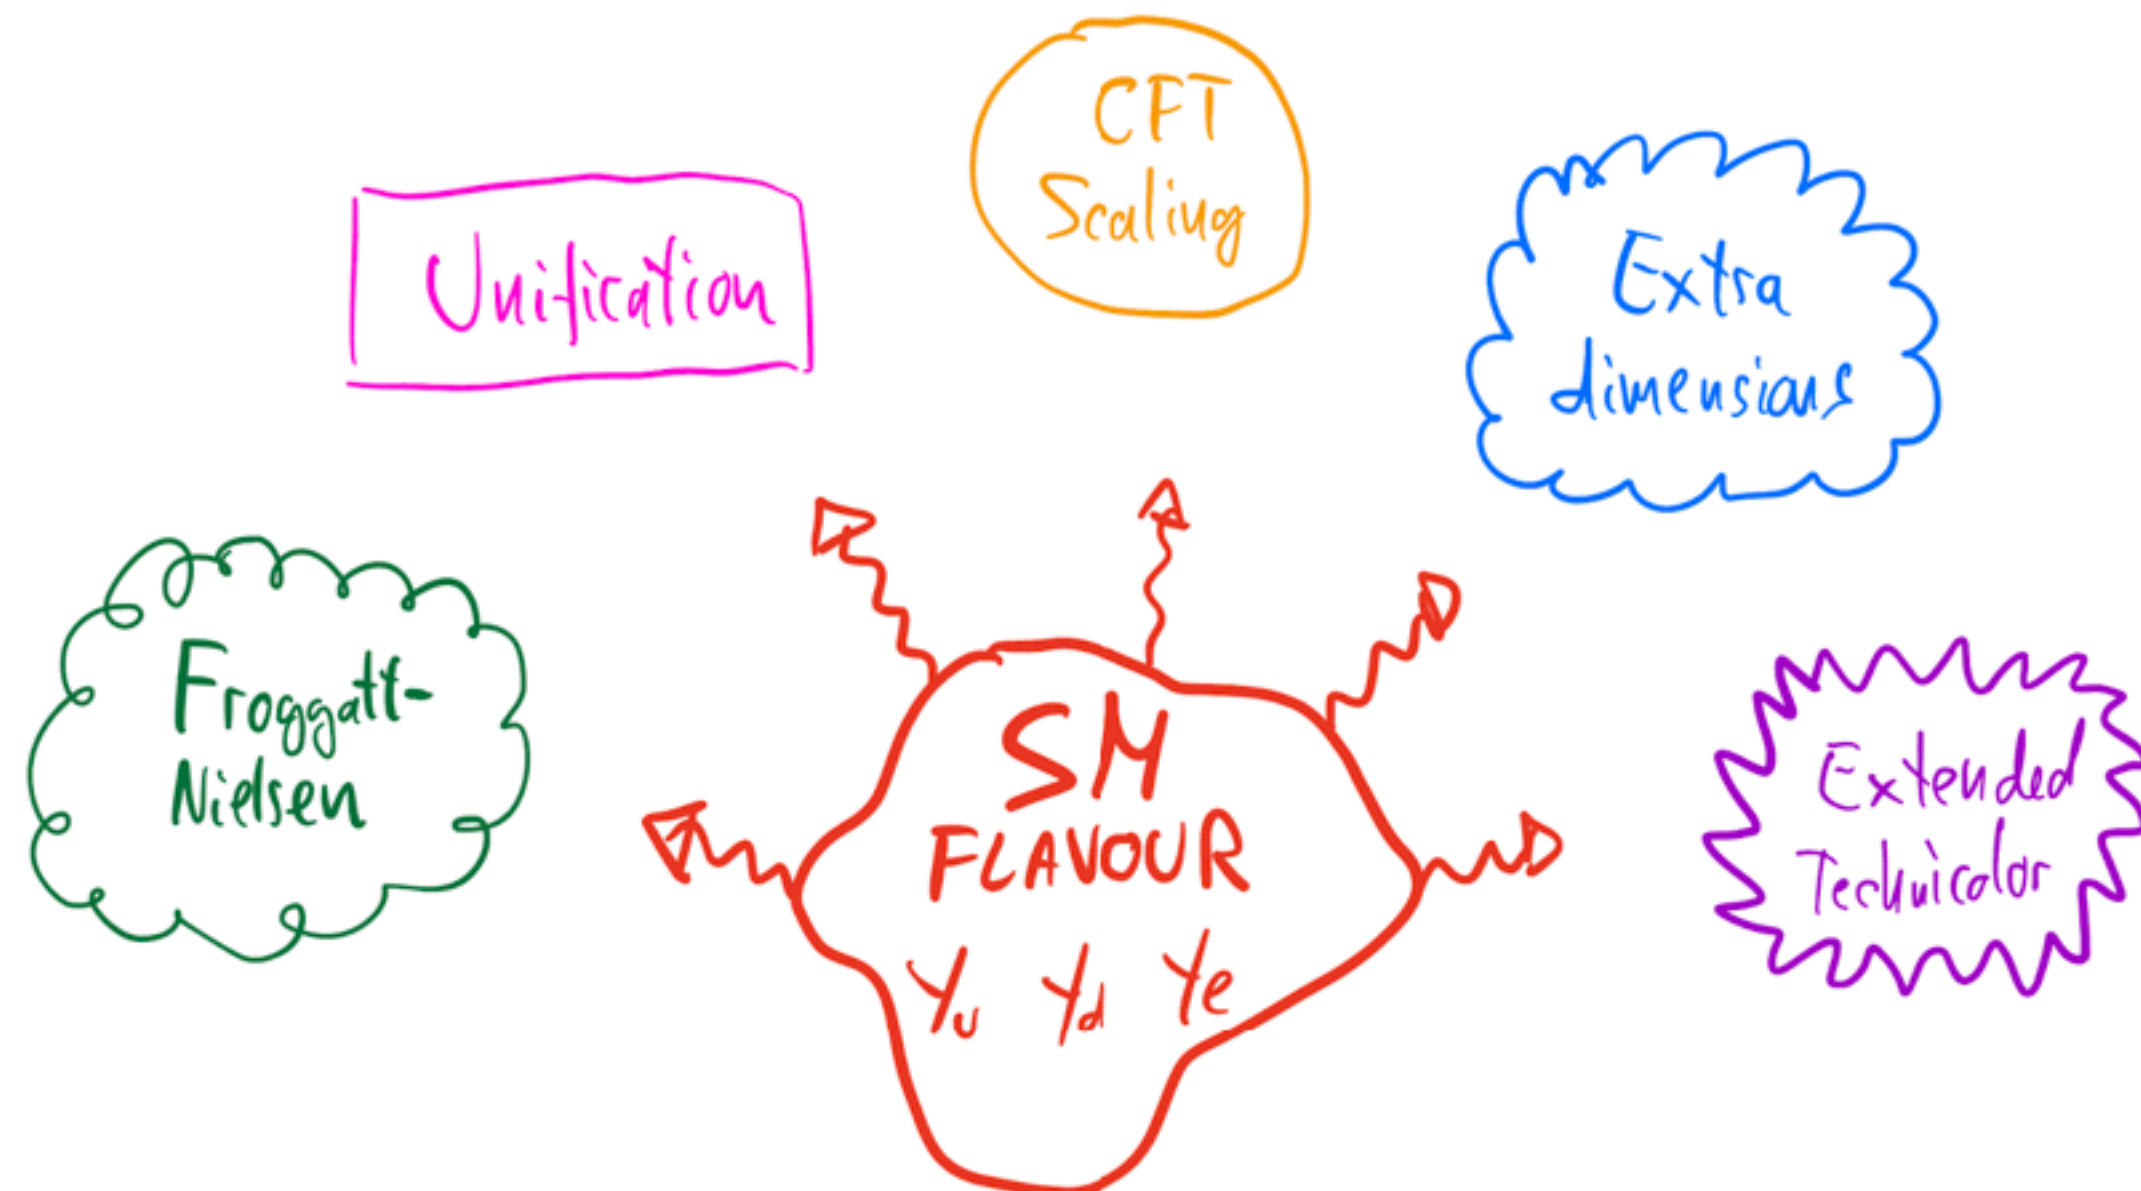 CFT
Scaling
Unification
Extra
dimensions
Froggatt-
Nielsen
SM
FLAVOUR
Yu Yd Ye
Extended
Technicolor